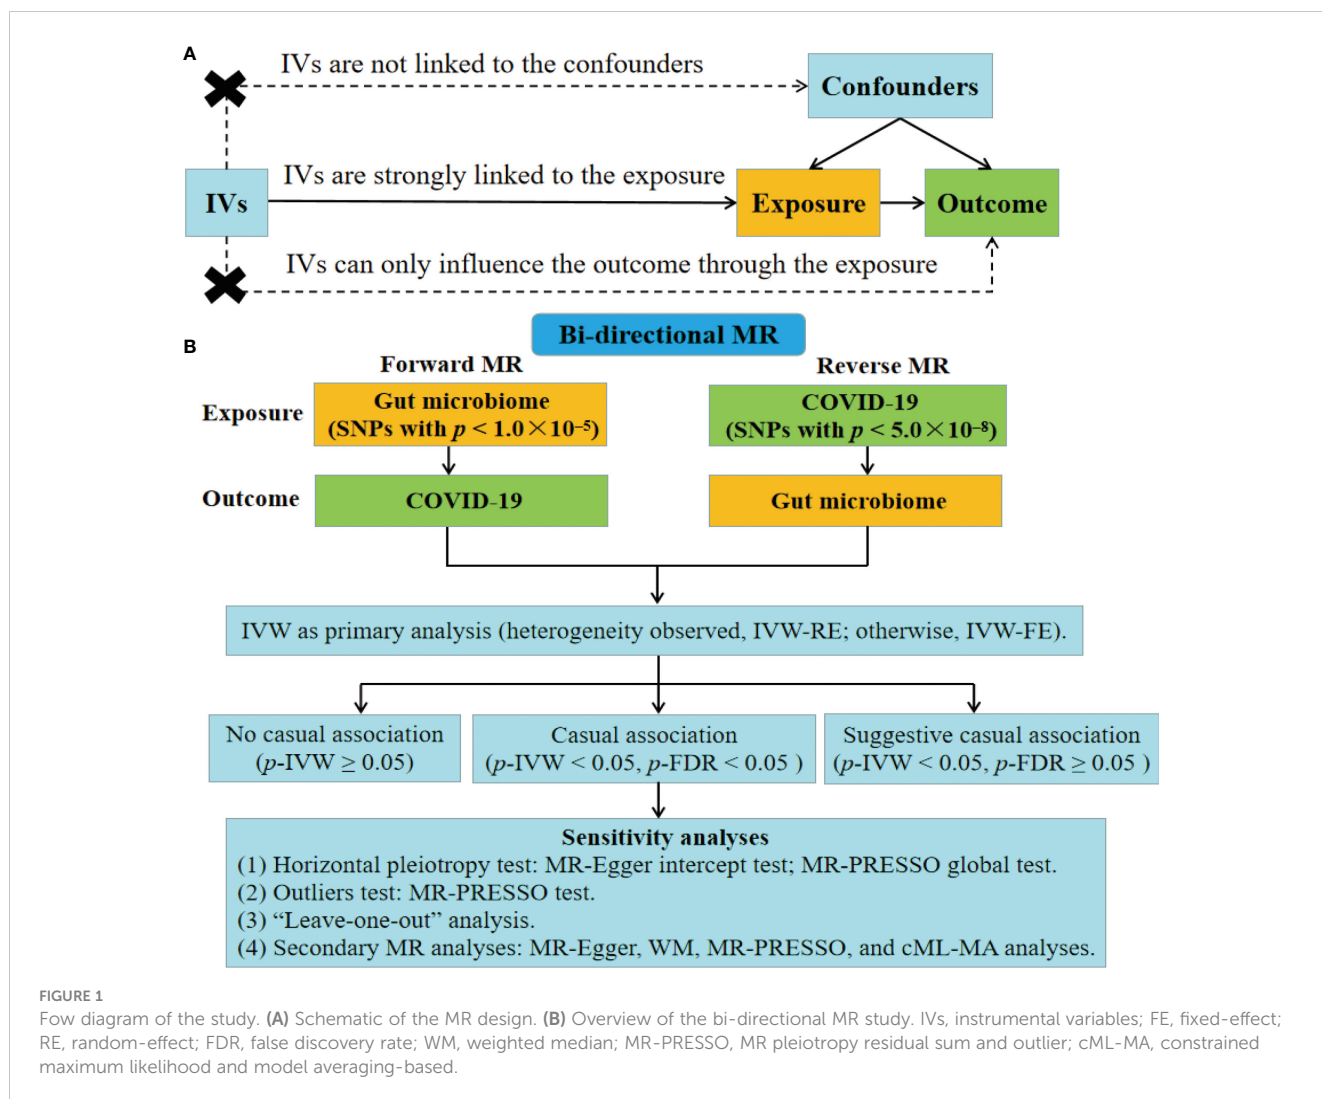 A
IVs are not linked to the confounders
Confounders
IVs are strongly linked to the exposure
IVs
Exposure
Outcome
IVs can only influence the outcome through the exposure
B
Bi-directional MR
Forward MR
Reverse MR
Exposure
Gut microbiome
(SNPs with p < 1.0×10⁻⁵)
COVID-19
(SNPs with p < 5.0×10⁻⁸)
Outcome
COVID-19
Gut microbiome
IVW as primary analysis (heterogeneity observed, IVW-RE; otherwise, IVW-FE).
No casual association
(p-IVW ≥ 0.05)
Casual association
(p-IVW < 0.05, p-FDR < 0.05 )
Suggestive casual association
(p-IVW < 0.05, p-FDR ≥ 0.05 )
Sensitivity analyses
(1) Horizontal pleiotropy test: MR-Egger intercept test; MR-PRESSO global test.
(2) Outliers test: MR-PRESSO test.
(3) “Leave-one-out” analysis.
(4) Secondary MR analyses: MR-Egger, WM, MR-PRESSO, and cML-MA analyses.
FIGURE 1
Fow diagram of the study. (A) Schematic of the MR design. (B) Overview of the bi-directional MR study. IVs, instrumental variables; FE, fixed-effect;
RE, random-effect; FDR, false discovery rate; WM, weighted median; MR-PRESSO, MR pleiotropy residual sum and outlier; cML-MA, constrained
maximum likelihood and model averaging-based.